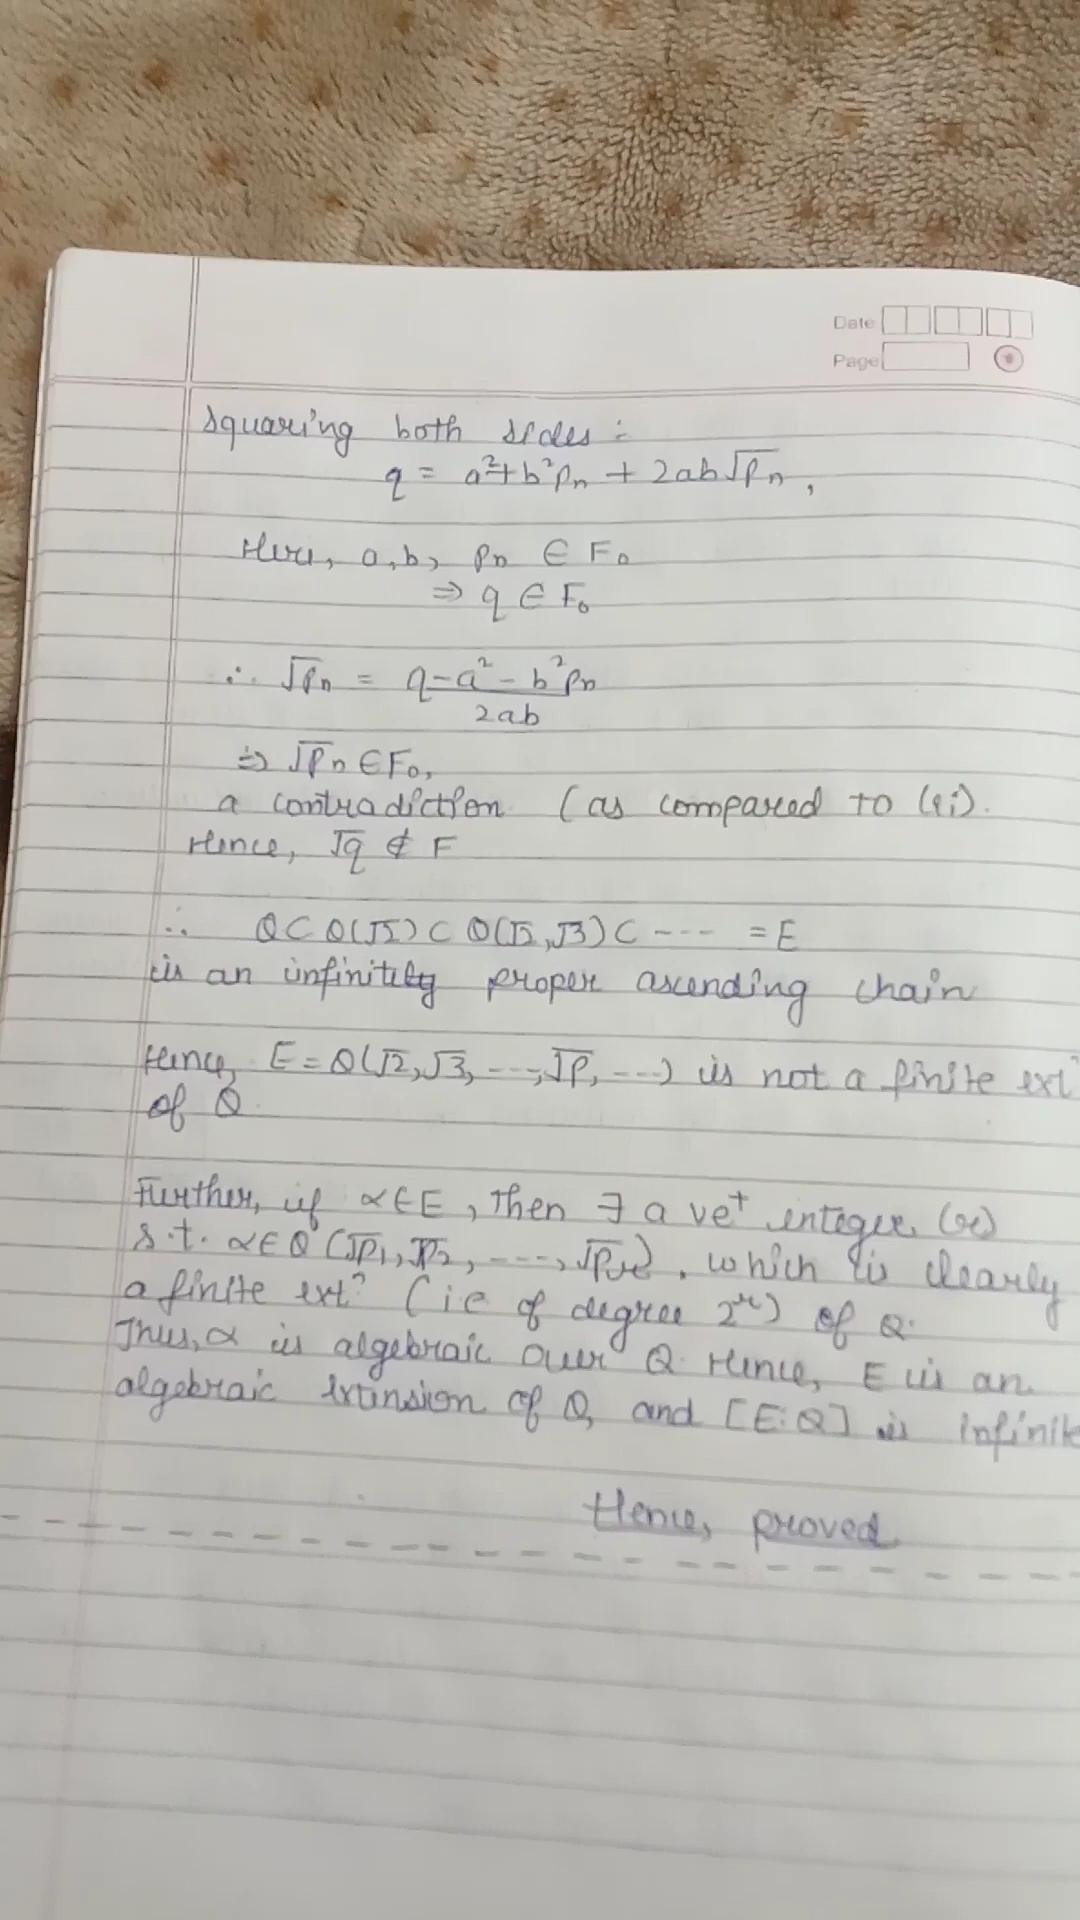 Date
Page
Squaring both sides :-
q = a²+b²pₙ + 2ab√pₙ ,
Here, a,b, pₙ ∈ F₀
⇒ q ∈ F₀
∴ √pₙ = q-a²-b²pₙ / 2ab
⇒ √pₙ ∈ F₀,
a contradiction (as compared to (ii).
Hence, √q ∉ F
∴ Q ⊂ Q(√2) ⊂ Q(√2,√3) ⊂ ---- = E
is an infinitely proper ascending chain
Hence, E = Q(√2,√3, ---,√p, ---) is not a finite extⁿ
of Q.
Further, if α ∈ E, then ∃ a ve⁺ integer (r)
s.t. α ∈ Q (√p₁,√p₂, ----,√pᵣ), which is clearly
a finite extⁿ (i.e of degree 2ʳ) of Q.
Thus, α is algebraic over Q. Hence, E is an
algebraic extension of Q, and [E:Q] is infinite
Hence, proved.